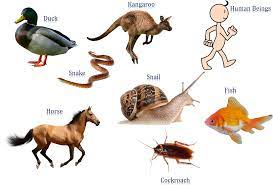 Duck
Kangaroo
Human Beings
Snake
Snail
Horse
Fish
Cockroach